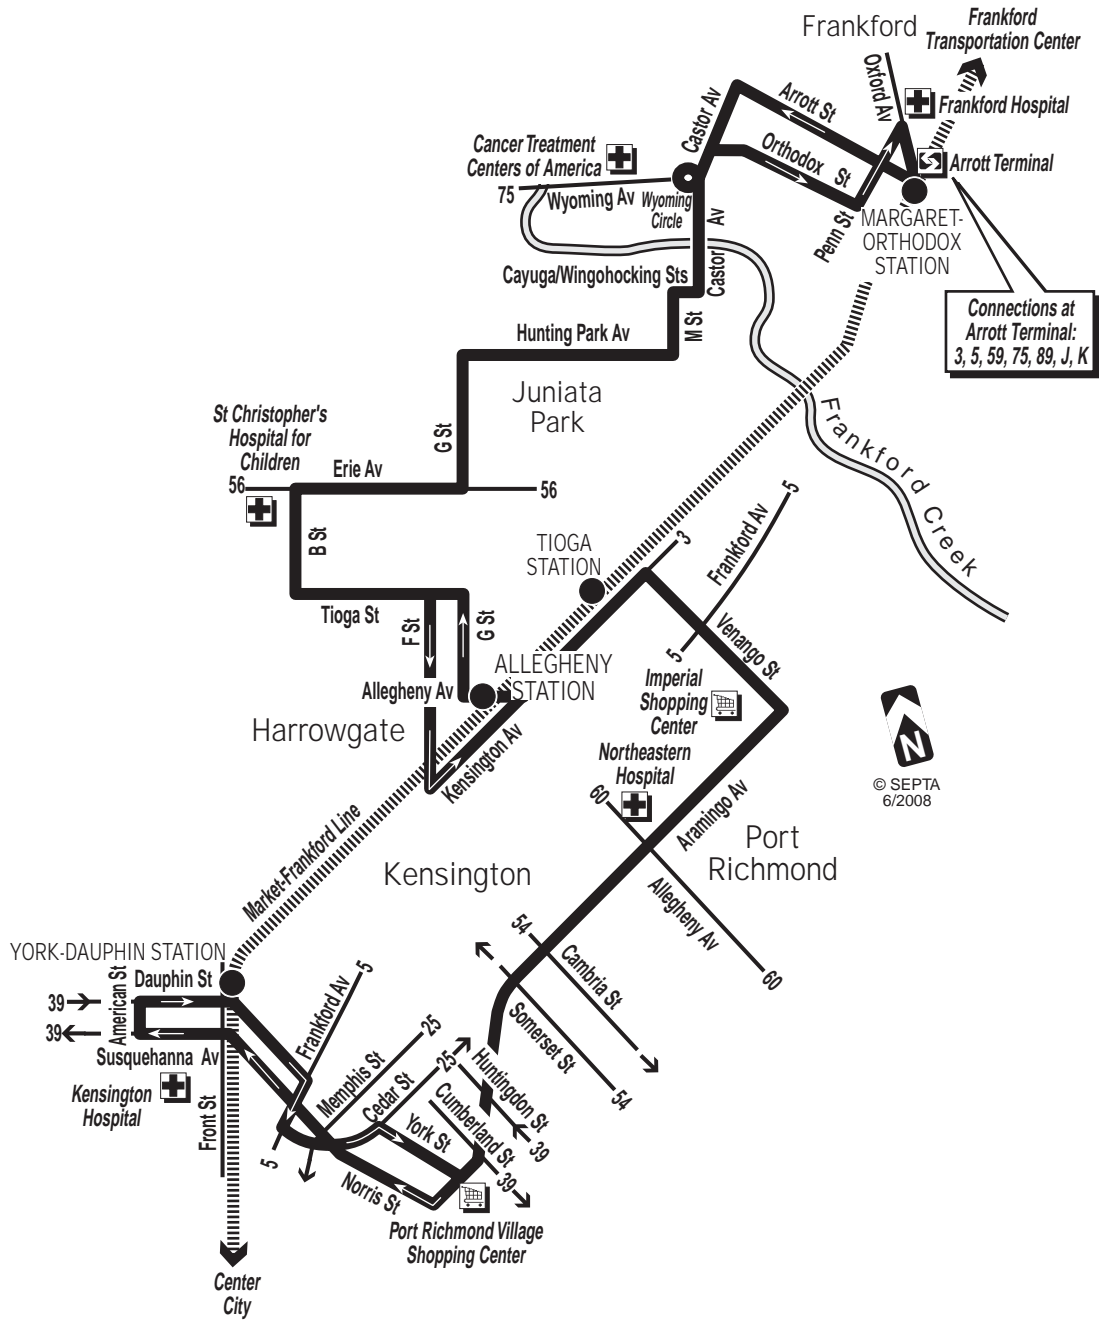 Frankford
Frankford
Transportation Center
Oxford Av
Frankford Hospital
Castor Av
Arrott St
Orthodox St
Arrott Terminal
Cancer Treatment
Centers of America
75
Wyoming Av
Wyoming
Circle
Castor Av
Penn St
MARGARET-
ORTHODOX
STATION
Cayuga/Wingohocking Sts
M St
Hunting Park Av
Connections at
Arrott Terminal:
3, 5, 59, 75, 89, J, K
Juniata
Park
Frankford Creek
St Christopher's
Hospital for
Children
G St
56
Erie Av
56
B St
TIOGA
STATION
3
Frankford Av
5
Tioga St
F St
G St
Venango St
5
ALLEGHENY
STATION
Allegheny Av
Imperial
Shopping
Center
Harrowgate
Kensington Av
Northeastern
Hospital
N
© SEPTA
6/2008
60
Aramingo Av
Port
Richmond
Market-Frankford Line
Kensington
Allegheny Av
60
54
Cambria St
Somerset St
54
YORK-DAUPHIN STATION
Dauphin St
American St
39
39
Susquehanna Av
Frankford Av
5
Kensington
Hospital
Front St
5
Memphis St
25
Cedar St
25
Huntingdon St
39
Cumberland St
39
York St
Norris St
Port Richmond Village
Shopping Center
Center
City